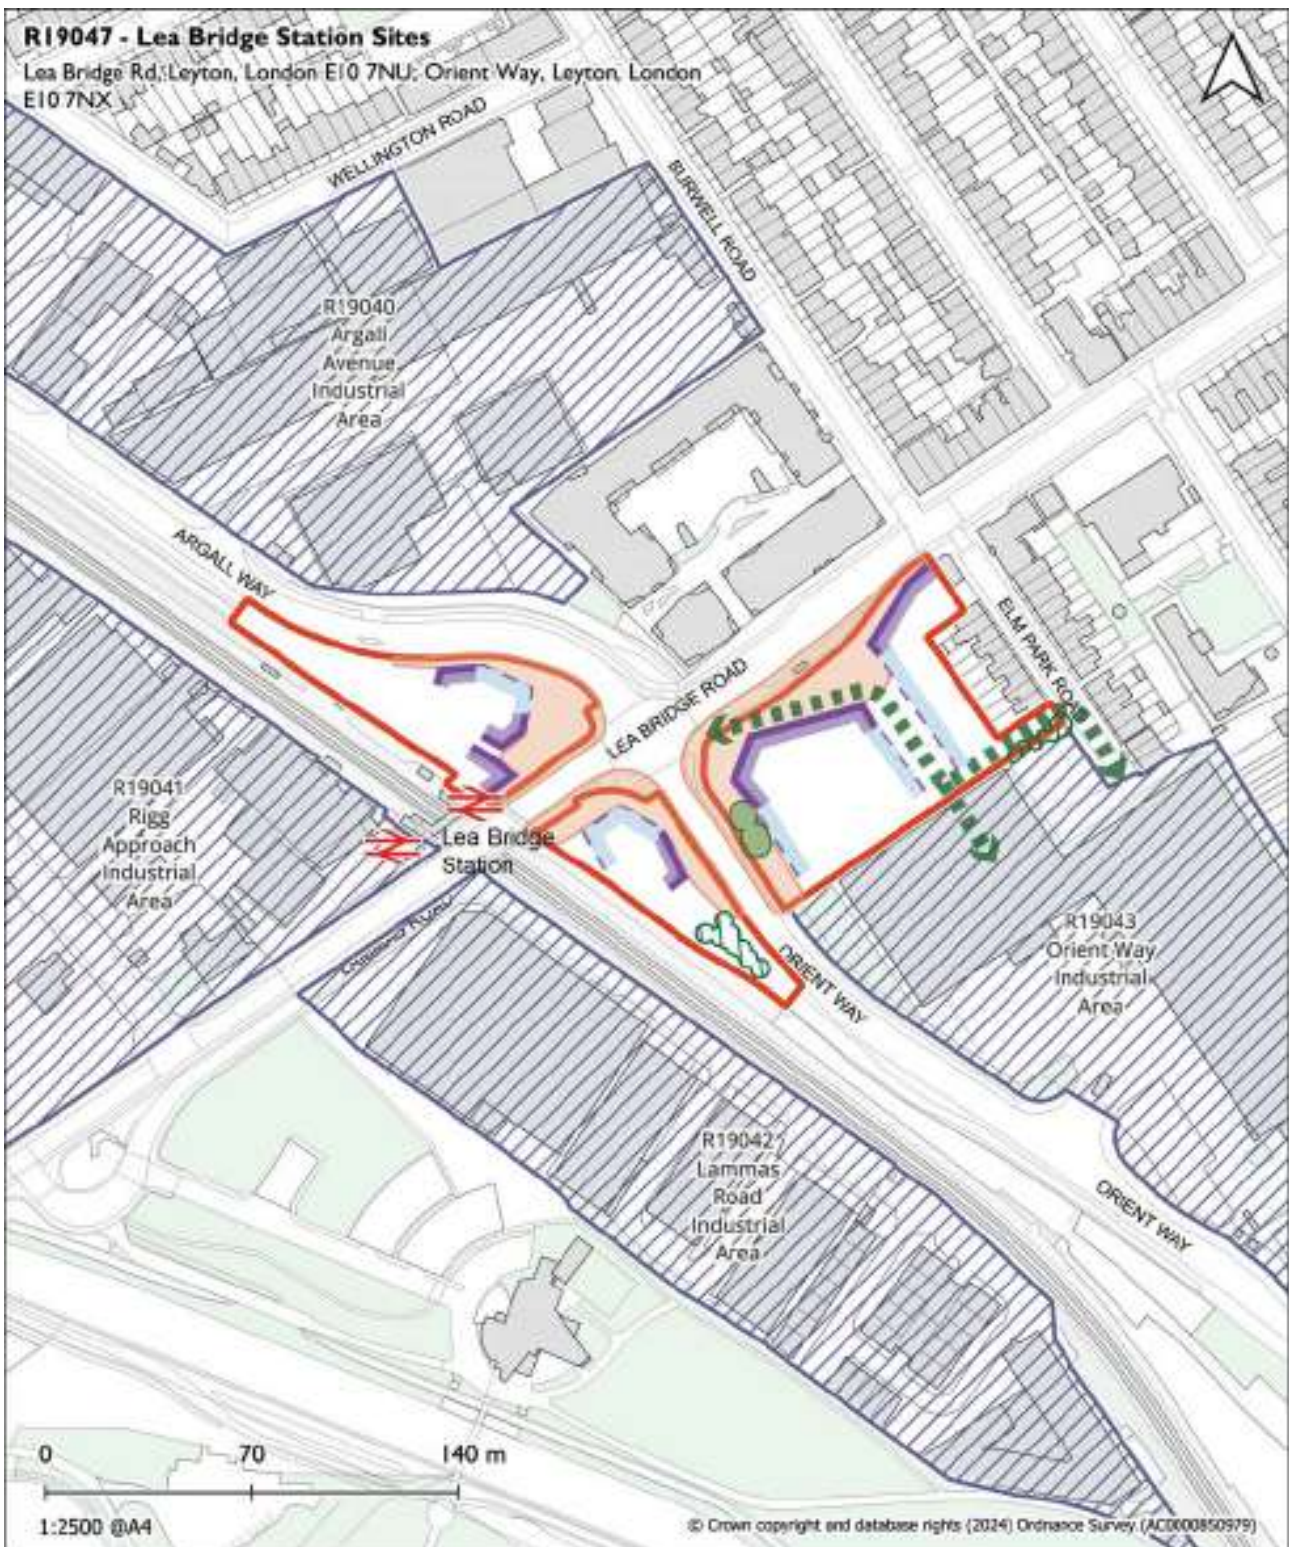 R19047 - Lea Bridge Station Sites
Lea Bridge Rd, Leyton, London E10 7NU; Orient Way, Leyton, London
E10 7NX
WELLINGTON ROAD
BURWELL ROAD
R19040
Argall
Avenue
Industrial
Area
ARGALL WAY
ELM PARK ROAD
LEA BRIDGE ROAD
R19041
Rigg
Approach
Industrial
Area
Lea Bridge
Station
R19043
Orient Way
Industrial
Area
ORIENT WAY
R19042
Lammas
Road
Industrial
Area
ORIENT WAY
0 70 140 m
1:2500 @A4
© Crown copyright and database rights (2024) Ordnance Survey (AC0000850979)